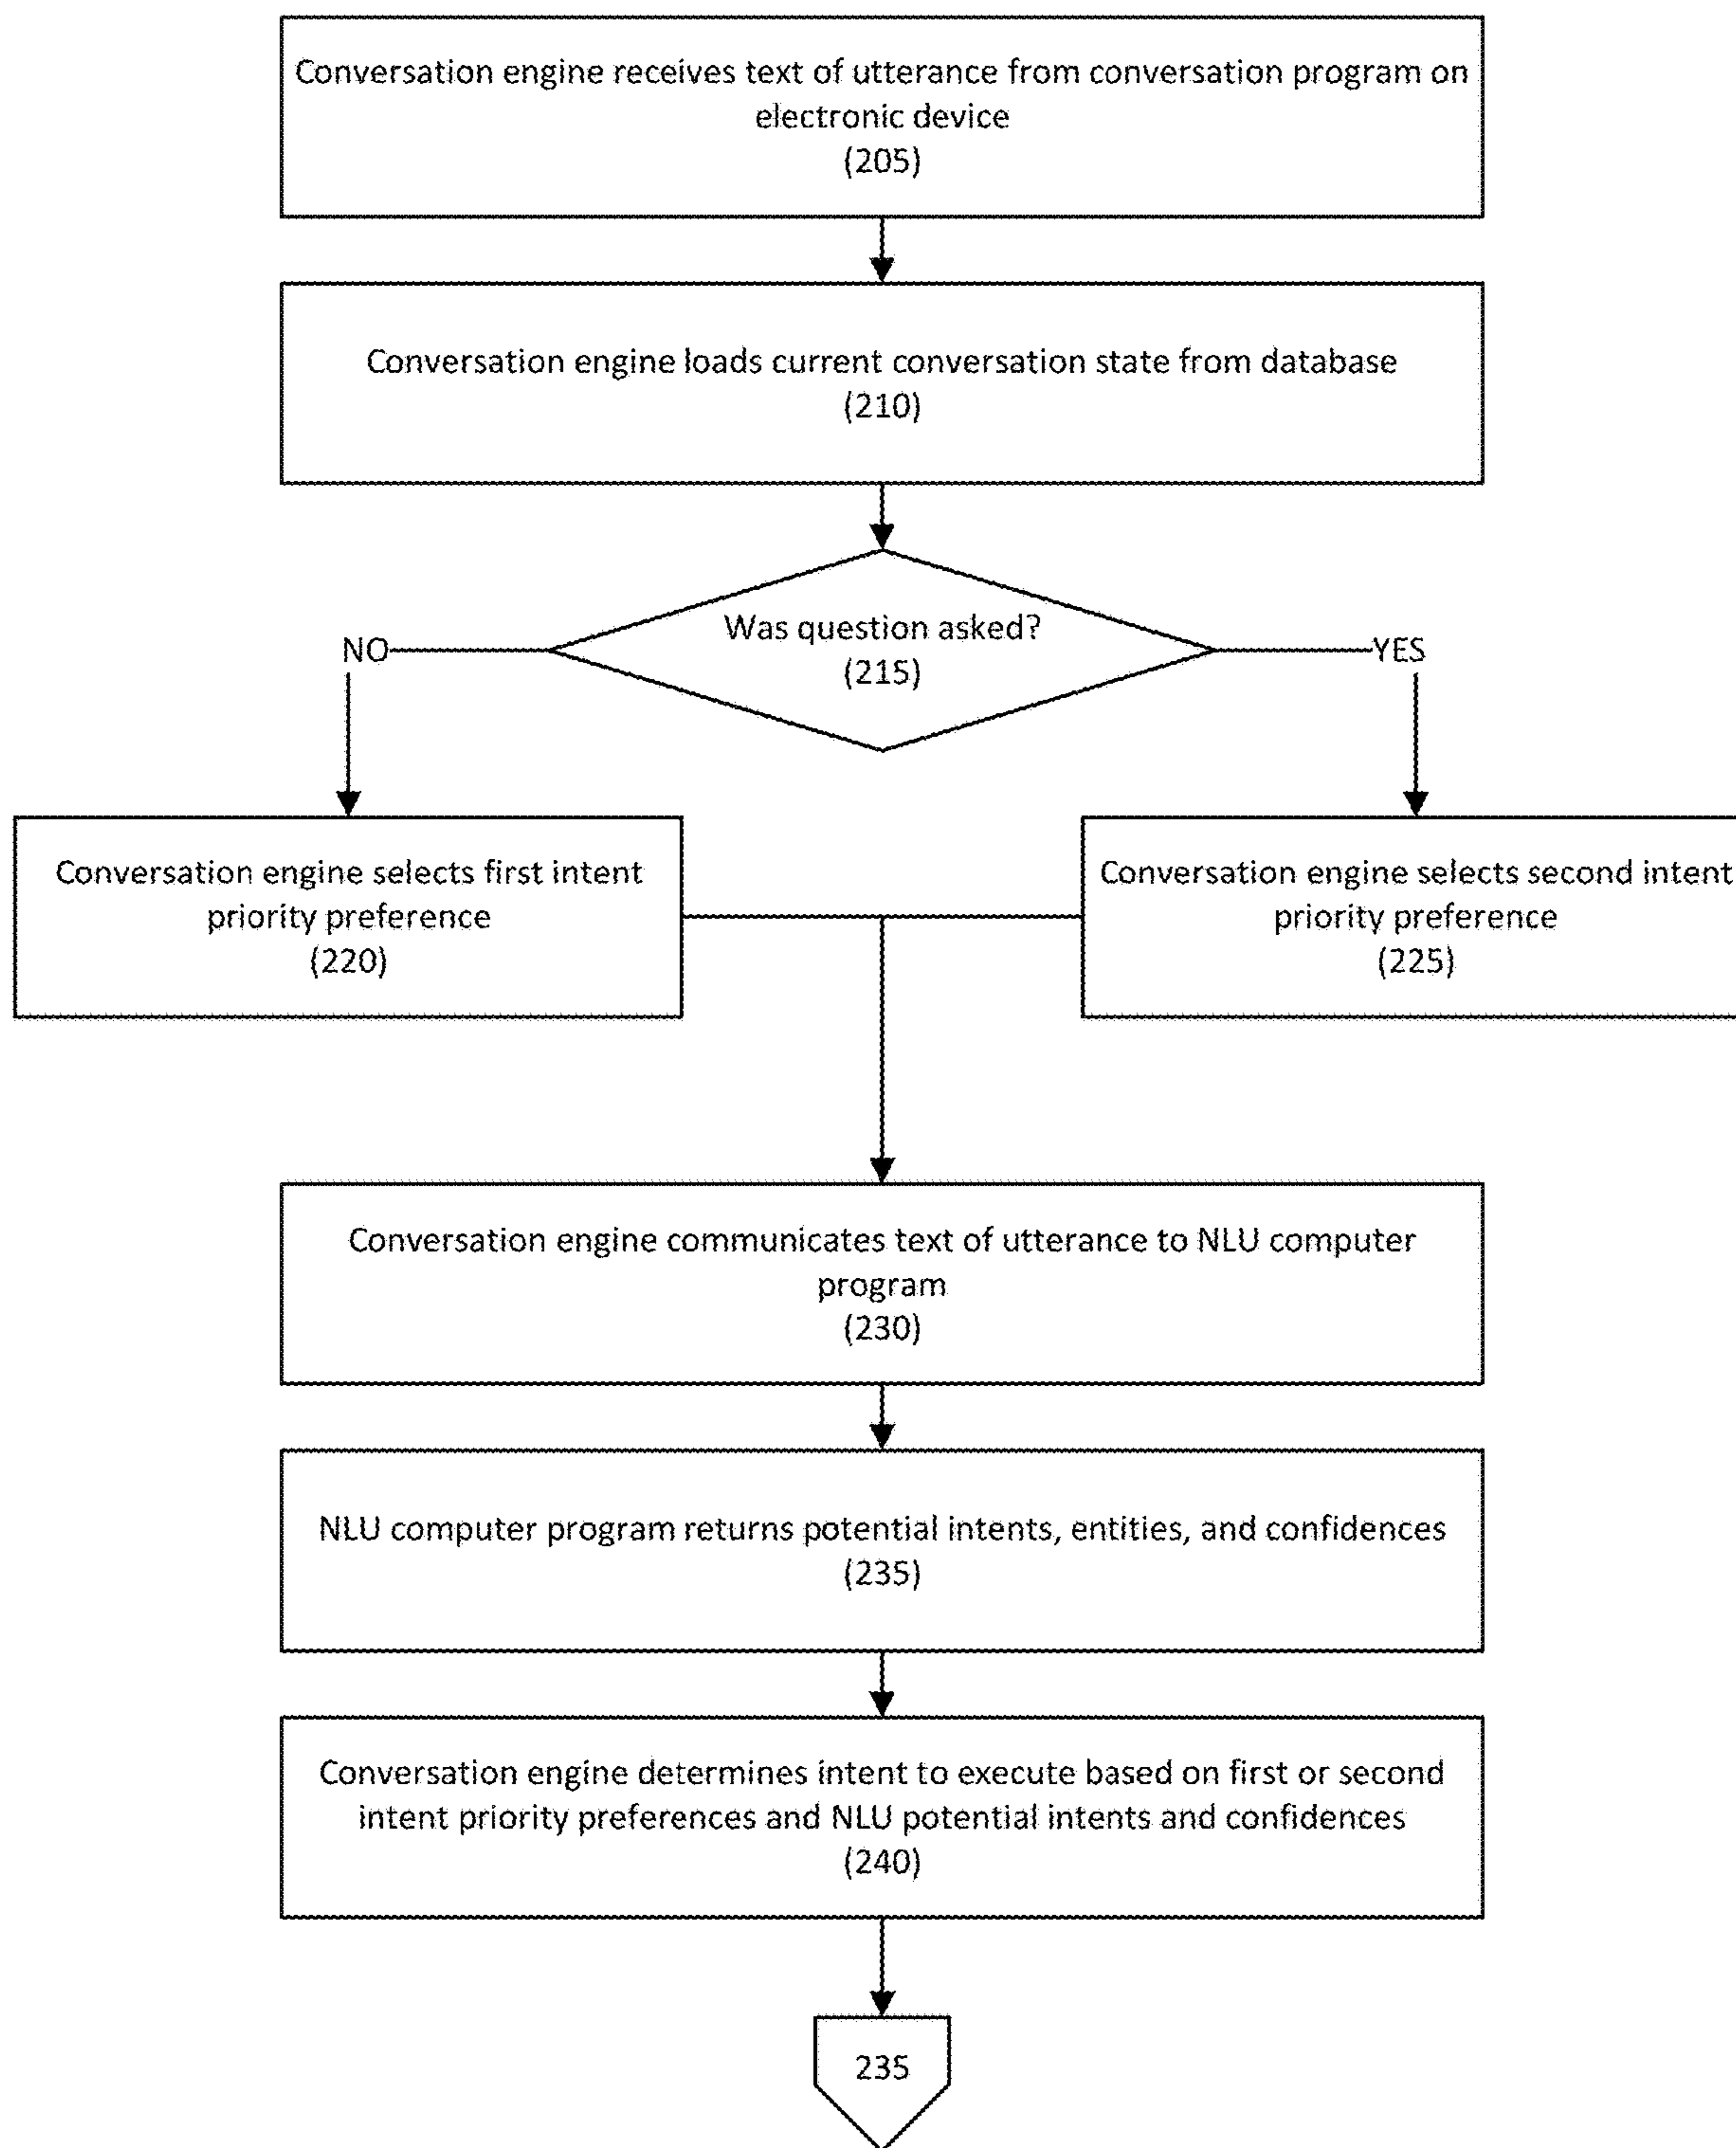 Conversation engine receives text of utterance from conversation program on
electronic device
(205)
Conversation engine loads current conversation state from database
(210)
Was question asked?
(215)
NO
YES
Conversation engine selects first intent
priority preference
(220)
Conversation engine selects second intent
priority preference
(225)
Conversation engine communicates text of utterance to NLU computer
program
(230)
NLU computer program returns potential intents, entities, and confidences
(235)
Conversation engine determines intent to execute based on first or second
intent priority preferences and NLU potential intents and confidences
(240)
235